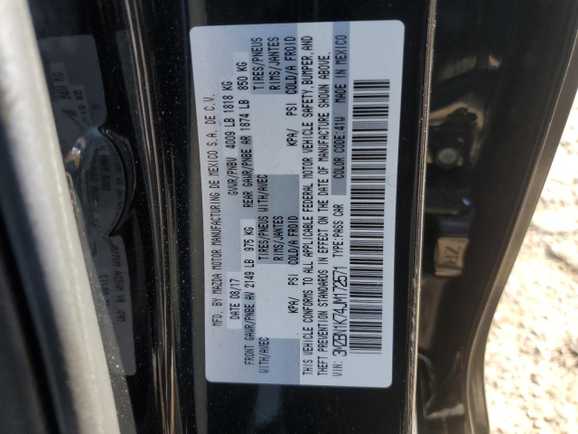 MFD. BY MAZDA MOTOR MANUFACTURING DE MEXICO S.A. DE C.V.
DATE 08/17 GVWR/PNBV 4009 LB 1818 KG
FRONT GAWR/PNBE AV 2149 LB 975 KG REAR GAWR/PNBE AR 1874 LB 850 KG
WITH/AVEC TIRES/PNEUS WITH/AVEC TIRES/PNEUS
RIMS/JANTES RIMS/JANTES
KPA/ PSI COLD/A FROID KPA/ PSI COLD/A FROID
THIS VEHICLE CONFORMS TO ALL APPLICABLE FEDERAL MOTOR VEHICLE SAFETY, BUMPER, AND
THEFT PREVENTION STANDARDS IN EFFECT ON THE DATE OF MANUFACTURE SHOWN ABOVE.
VIN: 3MZBN1K74JM172571 TYPE:PASS CAR COLOR CODE:41W MADE IN MEXICO